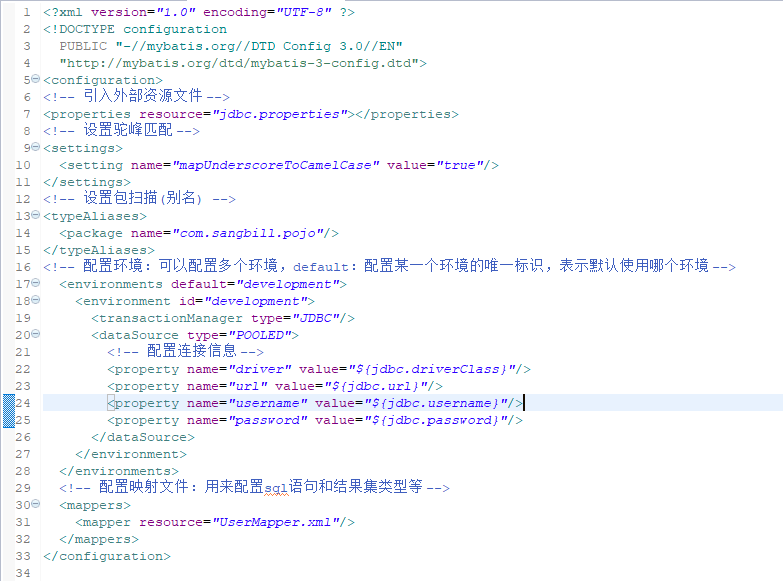 1 <?xml version="1.0" encoding="UTF-8" ?>
2 <!DOCTYPE configuration
3   PUBLIC "-//mybatis.org//DTD Config 3.0//EN"
4   "http://mybatis.org/dtd/mybatis-3-config.dtd">
5 <configuration>
6 <!-- 引入外部资源文件 -->
7 <properties resource="jdbc.properties"></properties>
8 <!-- 设置驼峰匹配 -->
9 <settings>
10   <setting name="mapUnderscoreToCamelCase" value="true"/>
11 </settings>
12 <!-- 设置包扫描(别名) -->
13 <typeAliases>
14   <package name="com.sangbill.pojo"/>
15 </typeAliases>
16 <!-- 配置环境：可以配置多个环境，default：配置某一个环境的唯一标识，表示默认使用哪个环境 -->
17   <environments default="development">
18     <environment id="development">
19       <transactionManager type="JDBC"/>
20       <dataSource type="POOLED">
21         <!-- 配置连接信息 -->
22         <property name="driver" value="${jdbc.driverClass}"/>
23         <property name="url" value="${jdbc.url}"/>
24         <property name="username" value="${jdbc.username}"/>
25         <property name="password" value="${jdbc.password}"/>
26       </dataSource>
27     </environment>
28   </environments>
29   <!-- 配置映射文件：用来配置sql语句和结果集类型等 -->
30   <mappers>
31     <mapper resource="UserMapper.xml"/>
32   </mappers>
33 </configuration>
34